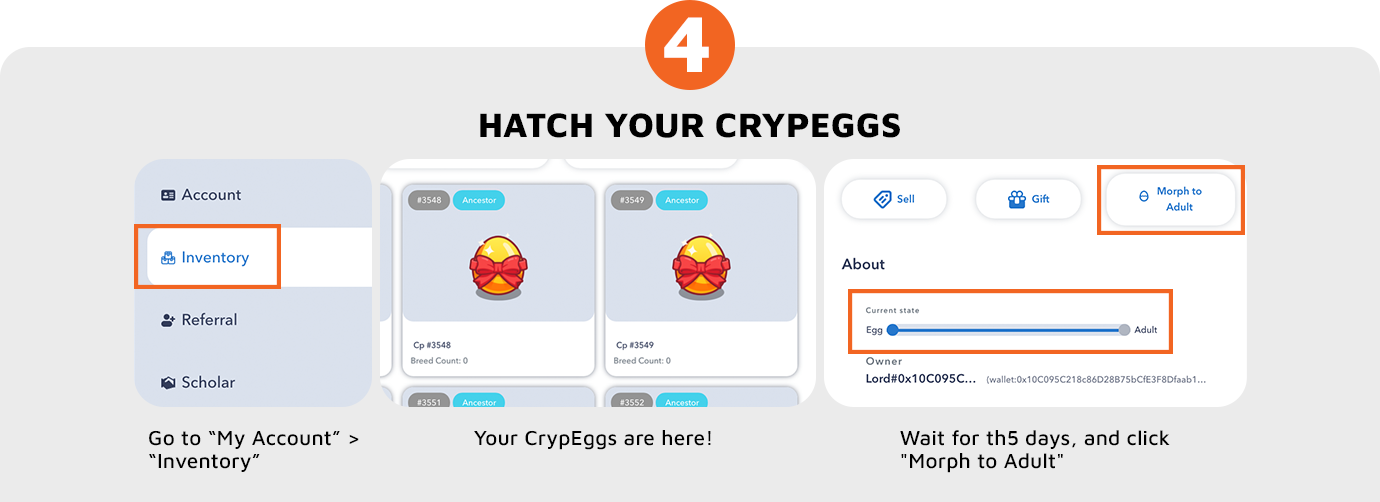 4
HATCH YOUR CRYPEGGS
Account
Inventory
Referral
Scholar
Go to “My Account” >
“Inventory”
#3548 Ancestor
Cp #3548
Breed Count: 0
#3549 Ancestor
Cp #3549
Breed Count: 0
#3551 Ancestor
#3552 Ancestor
Your CrypEggs are here!
Sell
Gift
Morph to
Adult
About
Current state
Egg Adult
Owner
Lord#0x10C095C... (wallet:0x10C095C218c86D28B75bCfE3F8Dfaab1...
Wait for th5 days, and click
"Morph to Adult"